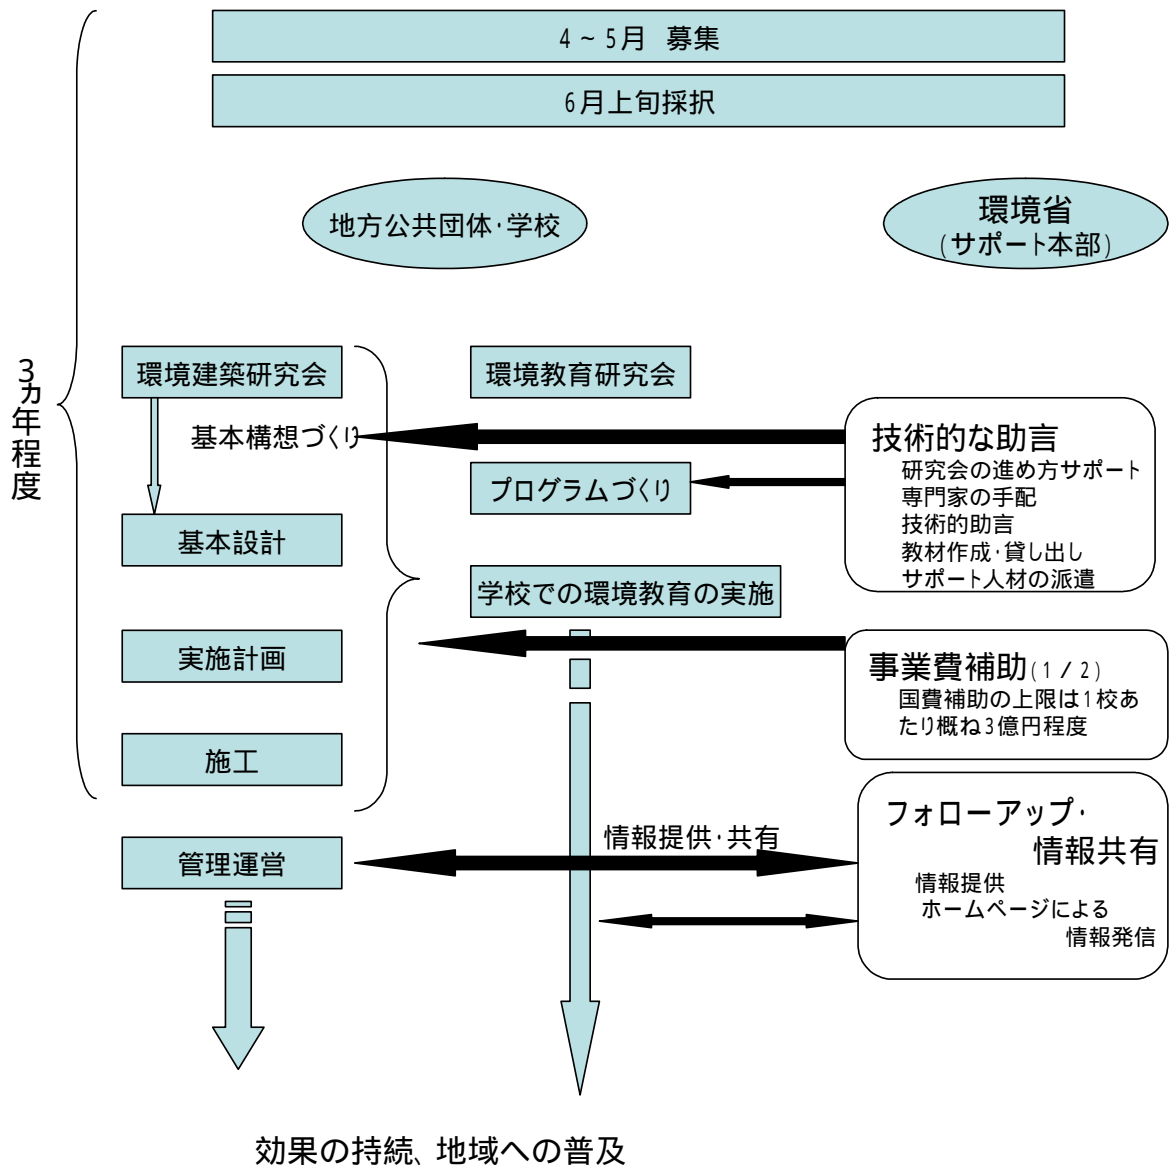 4～5月 募集
6月上旬採択
地方公共団体・学校
環境省
(サポート本部)
3ヵ年程度
環境建築研究会
環境教育研究会
基本構想づくり
プログラムづくり
基本設計
学校での環境教育の実施
実施計画
施工
管理運営
技術的な助言
研究会の進め方サポート
専門家の手配
技術的助言
教材作成・貸し出し
サポート人材の派遣
事業費補助(1/2)
国費補助の上限は1校あ
たり概ね3億円程度
情報提供・共有
フォローアップ・
情報共有
情報提供
ホームページによる
情報発信
効果の持続、地域への普及